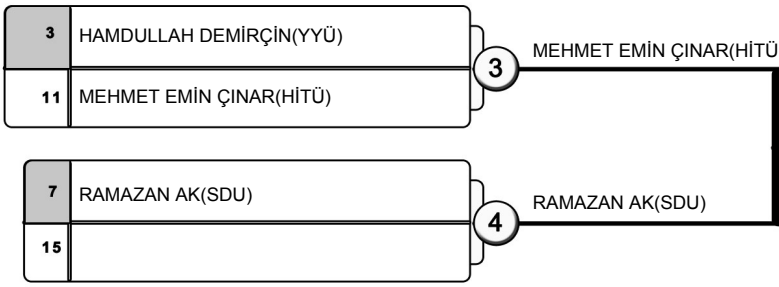 3 HAMDULLAH DEMİRÇİN(YYÜ)
3 MEHMET EMİN ÇINAR(HİTÜ
11 MEHMET EMİN ÇINAR(HİTÜ)
7 RAMAZAN AK(SDU)
4 RAMAZAN AK(SDU)
15